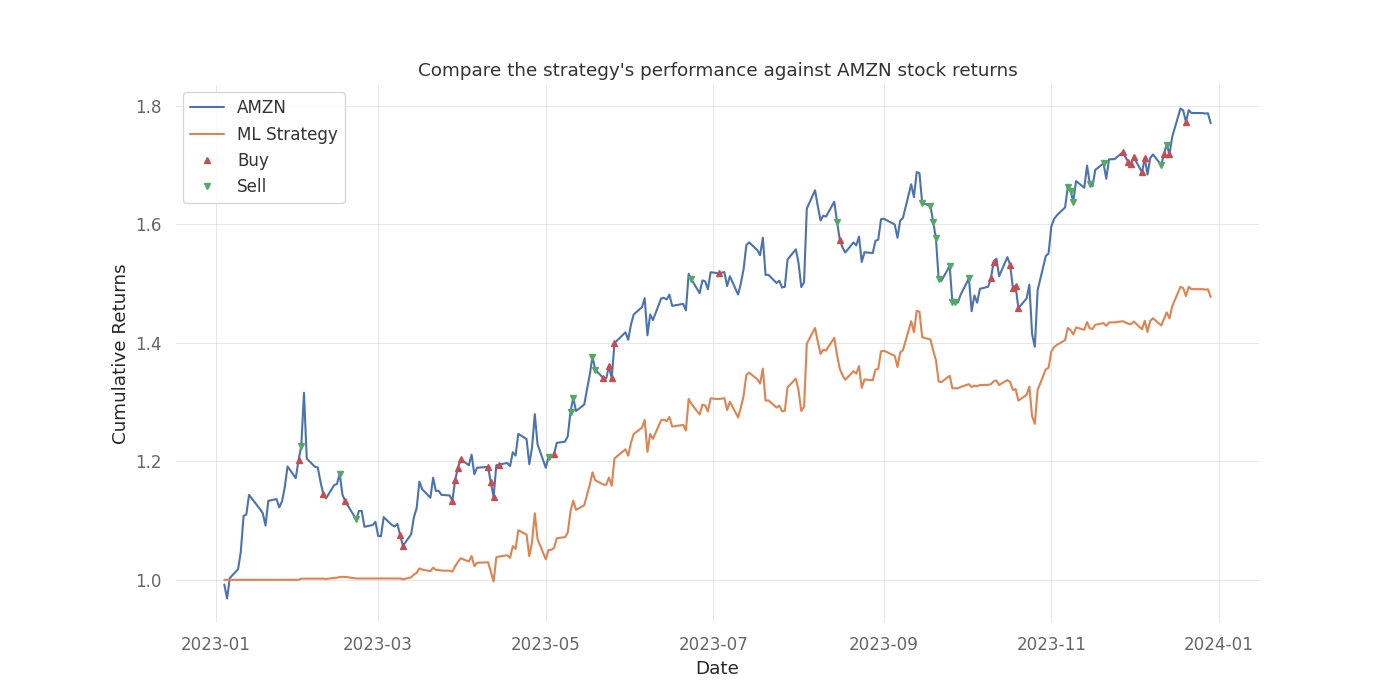 Compare the strategy's performance against AMZN stock returns
AMZN
ML Strategy
Buy
Sell
Cumulative Returns
1.8
1.6
1.4
1.2
1.0
2023-01 2023-03 2023-05 2023-07 2023-09 2023-11 2024-01
Date